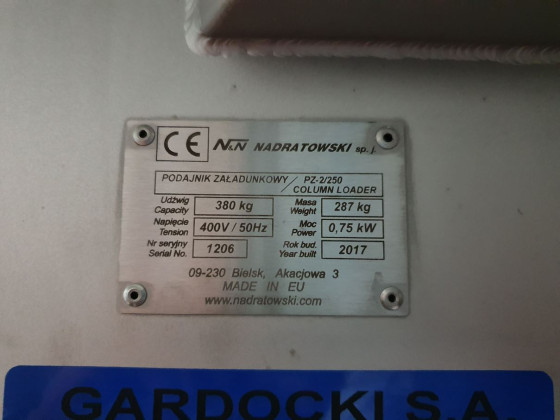 CE N&N NADRATOWSKI sp. j.
PODAJNIK ZAŁADUNKOWY / PZ-2/250
COLUMN LOADER
Udźwig
Capacity
380 kg
Masa
Weight
287 kg
Napięcie
Tension
400V / 50Hz
Moc
Power
0,75 kW
Nr seryjny
Serial No.
1206
Rok bud.
Year built
2017
09-230 Bielsk, Akacjowa 3
MADE IN EU
www.nadratowski.com
GARDOCKI S.A